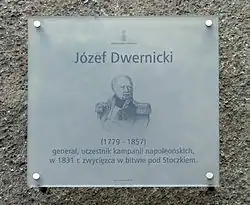 Józef Dwernicki
(1779 - 1857)
generał, uczestnik kampanii napoleońskich,
w 1831 r. zwycięzca w bitwie pod Stoczkiem.